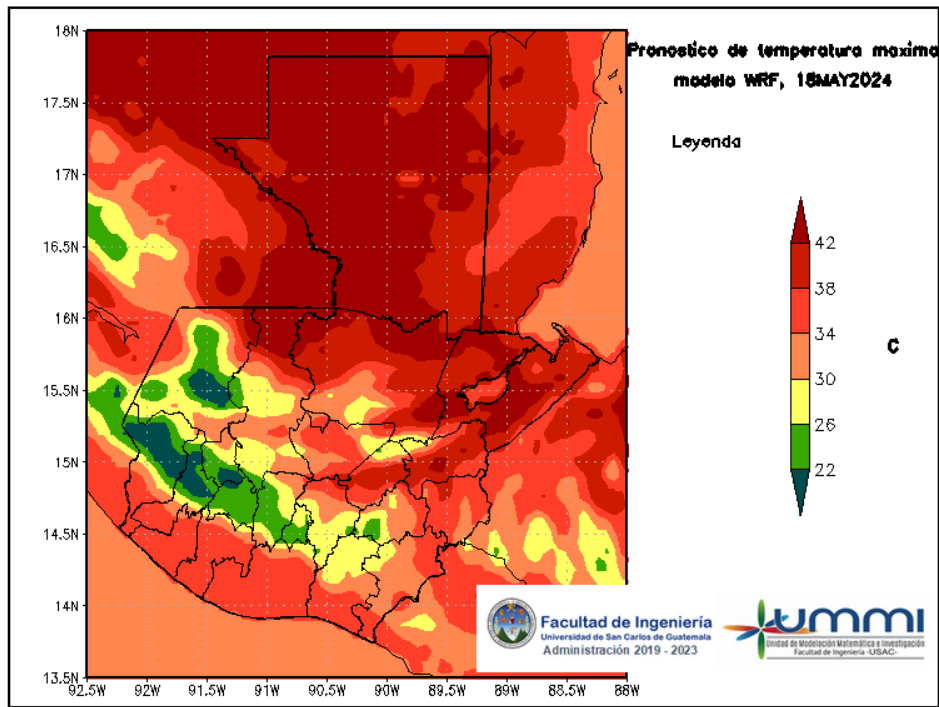 Pronostico de temperatura maxima
modelo WRF, 18MAY2024
Leyenda
42
38
34
30
26
22
C
18N
17.5N
17N
16.5N
16N
15.5N
15N
14.5N
14N
13.5N
92.5W
92W
91.5W
91W
90.5W
90W
89.5W
89W
88.5W
88W
Facultad de Ingeniería
Universidad de San Carlos de Guatemala
Administración 2019 - 2023
ummi
Unidad de Modelación Matemática e Investigación
Facultad de Ingeniería -USAC-